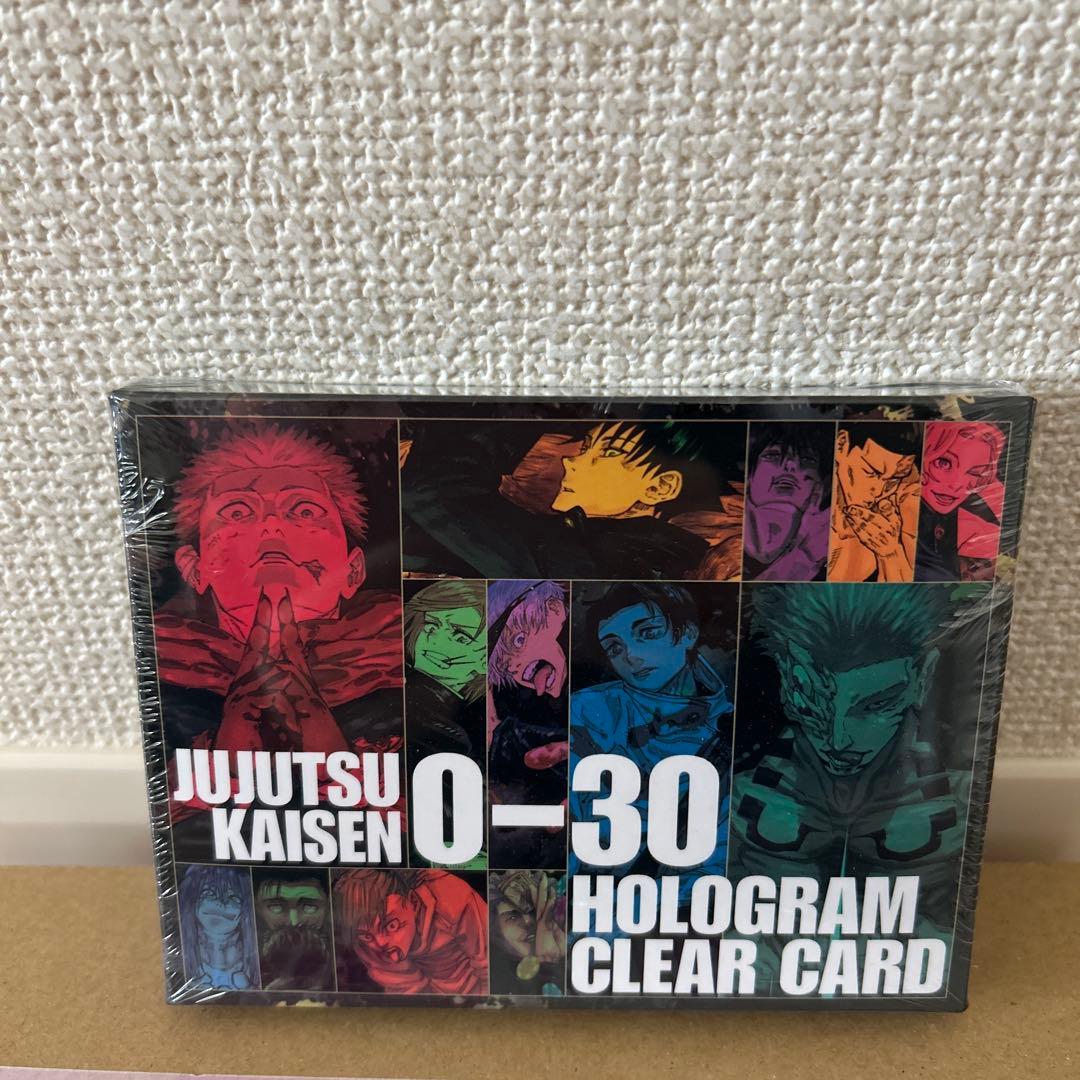 JUJUTSU
KAISEN
0-30
HOLOGRAM
CLEAR CARD